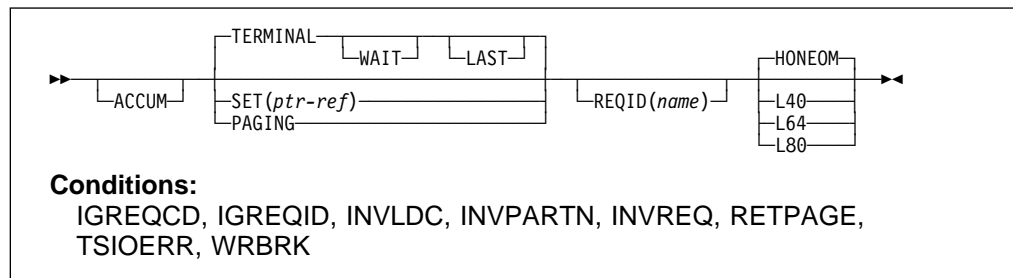 TERMINAL HONEOM
WAIT LAST
ACCUM SET(ptr-ref) REQID(name) L40
PAGING L64
L80
Conditions:
IGREQCD, IGREQID, INVLDC, INVPARTN, INVREQ, RETPAGE,
TSIOERR, WRBRK